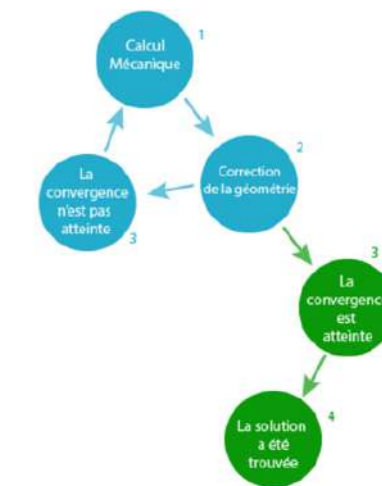 1
Calcul
Mécanique
2
Correction
de la géométrie
La
convergence
n'est pas
atteinte
3
3
La
convergence
est
atteinte
4
La solution
a été
trouvée